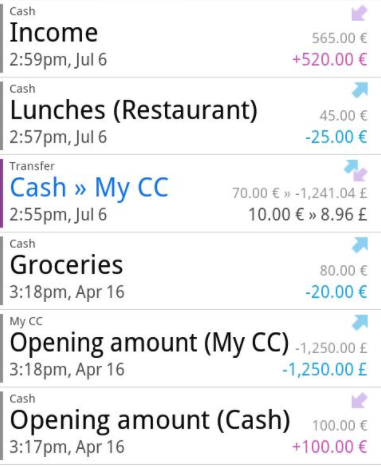 Cash
Income
565.00 €
2:59pm, Jul 6
+520.00 €
Cash
Lunches (Restaurant)
45.00 €
2:57pm, Jul 6
-25.00 €
Transfer
Cash » My CC
70.00 € » -1,241.04 £
2:55pm, Jul 6
10.00 € » 8.96 £
Cash
Groceries
80.00 €
3:18pm, Apr 16
-20.00 €
My CC
Opening amount (My CC)
-1,250.00 £
3:18pm, Apr 16
-1,250.00 £
Cash
Opening amount (Cash)
100.00 €
3:17pm, Apr 16
+100.00 €